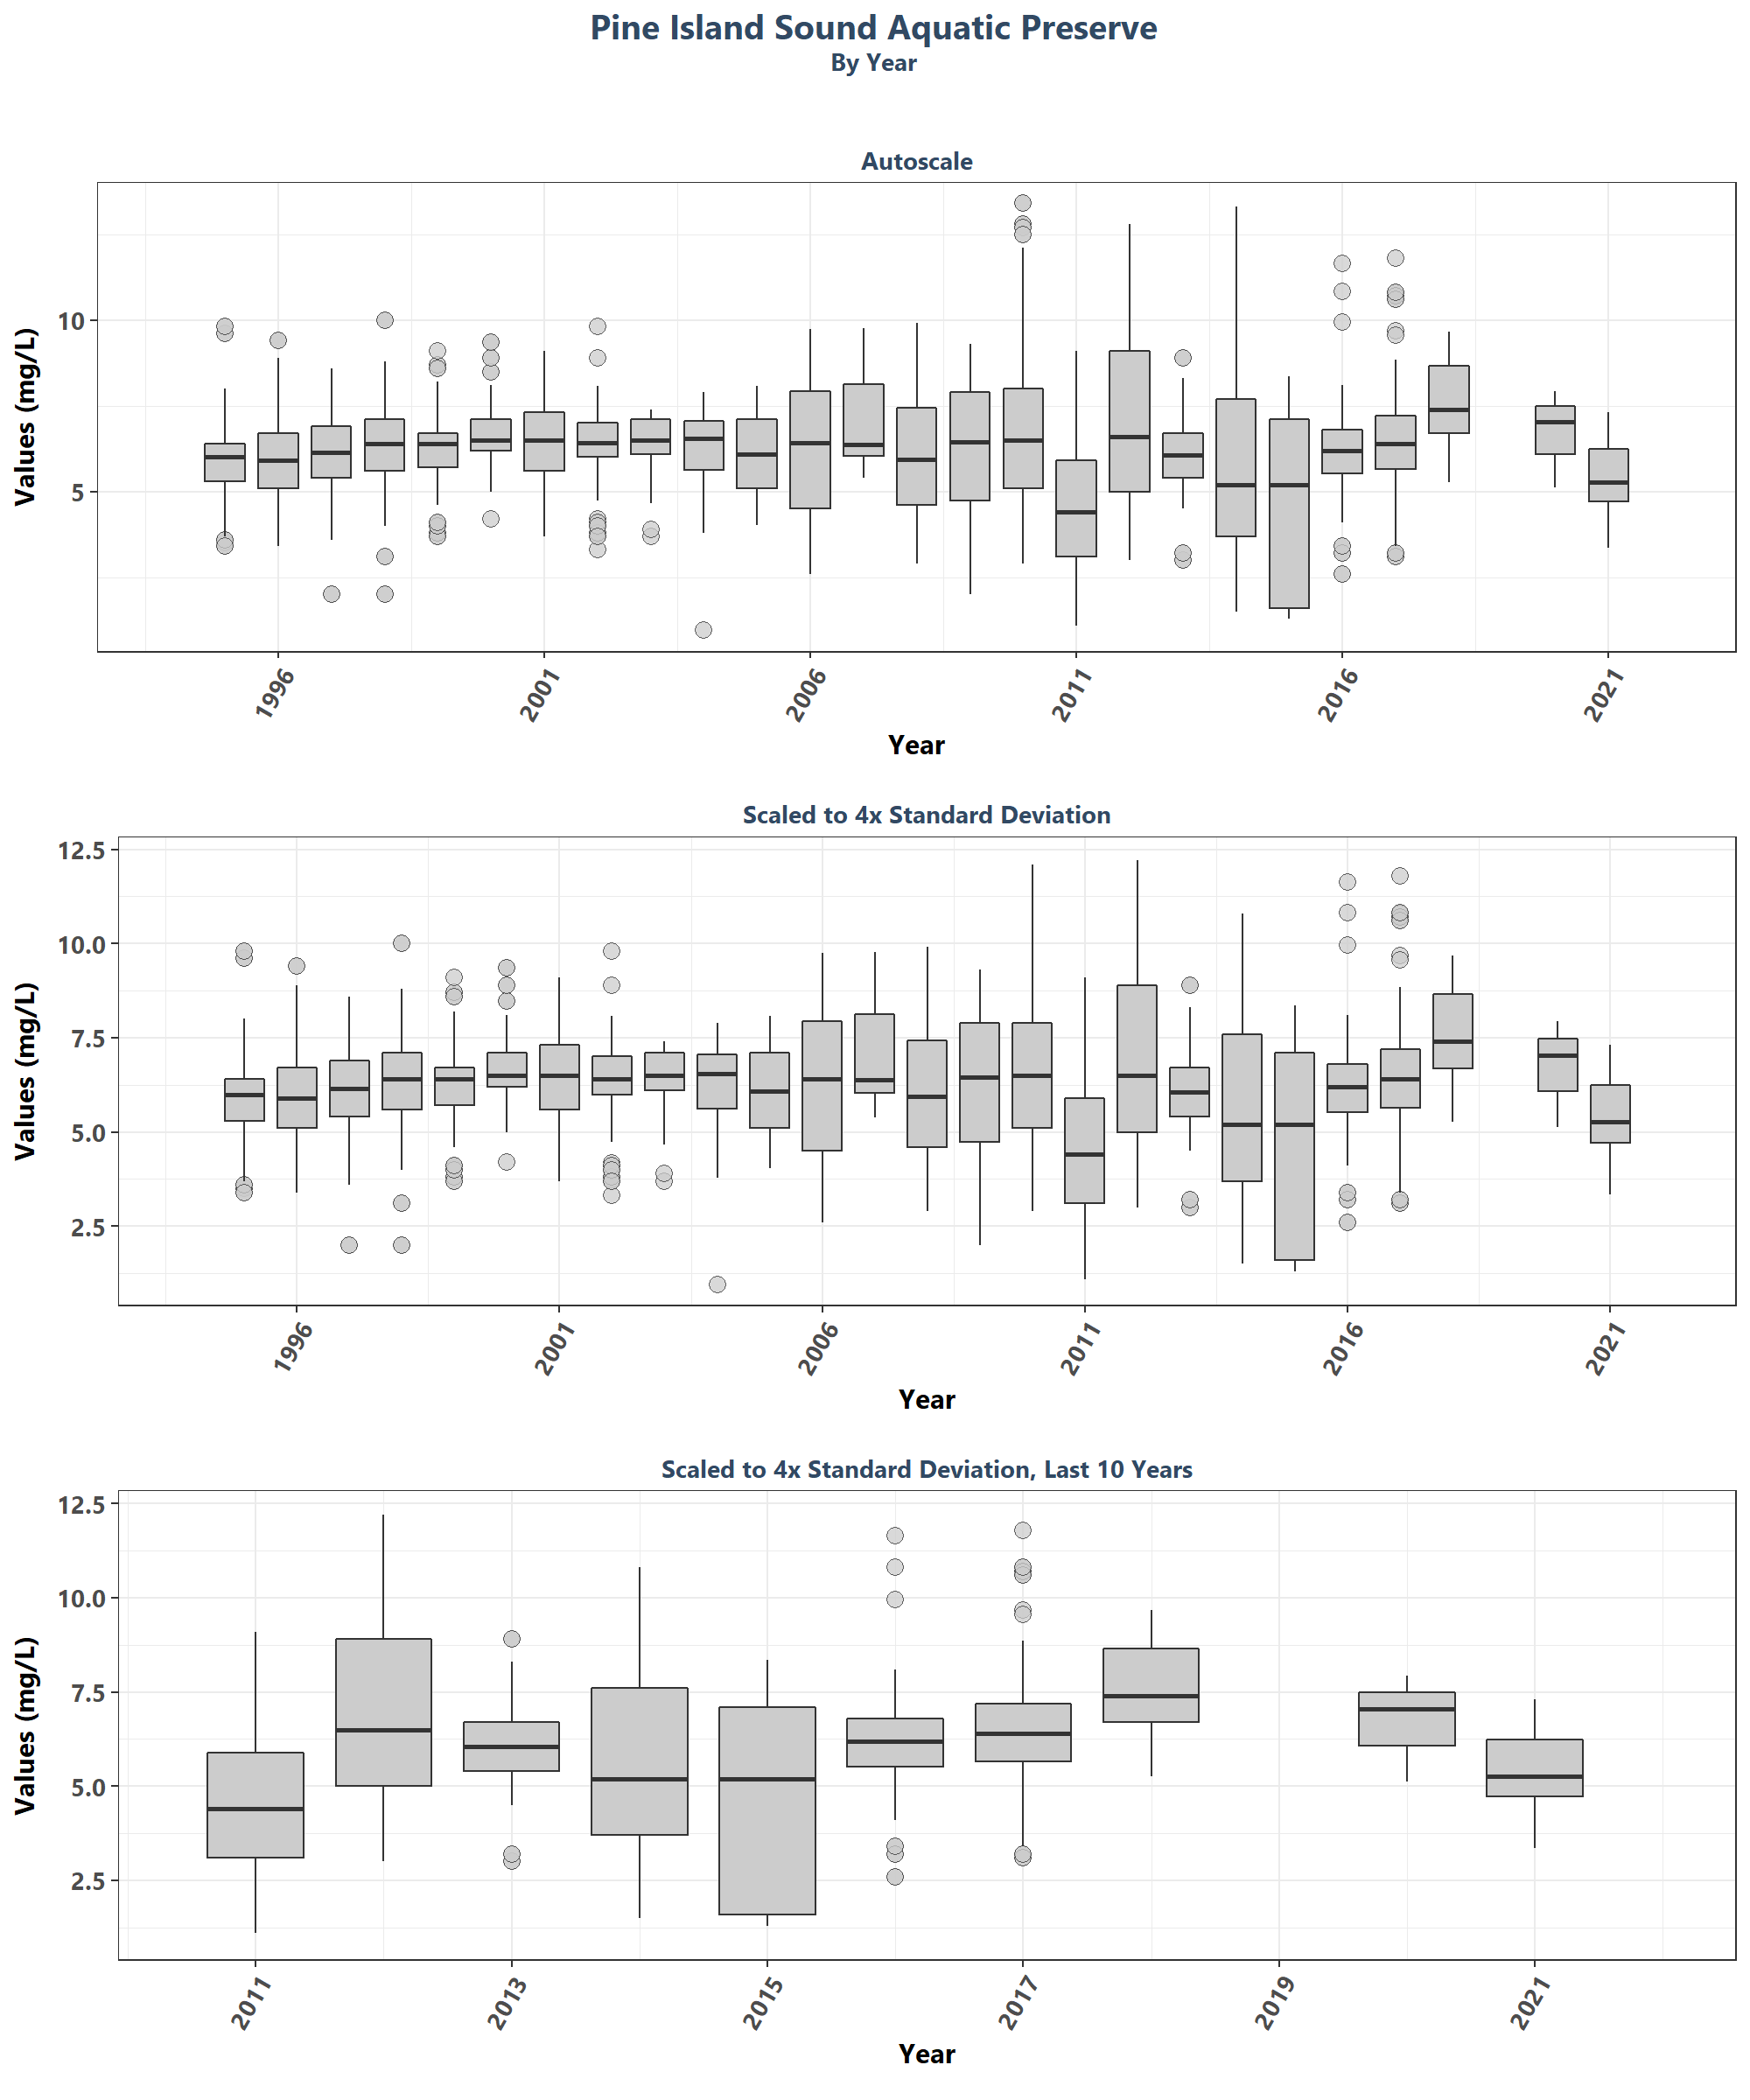 Pine Island Sound Aquatic Preserve
By Year
Autoscale
Values (mg/L)
10
5
1996
2001
2006
2011
2016
2021
Year
Scaled to 4x Standard Deviation
Values (mg/L)
12.5
10.0
7.5
5.0
2.5
1996
2001
2006
2011
2016
2021
Year
Scaled to 4x Standard Deviation, Last 10 Years
Values (mg/L)
12.5
10.0
7.5
5.0
2.5
2011
2013
2015
2017
2019
2021
Year